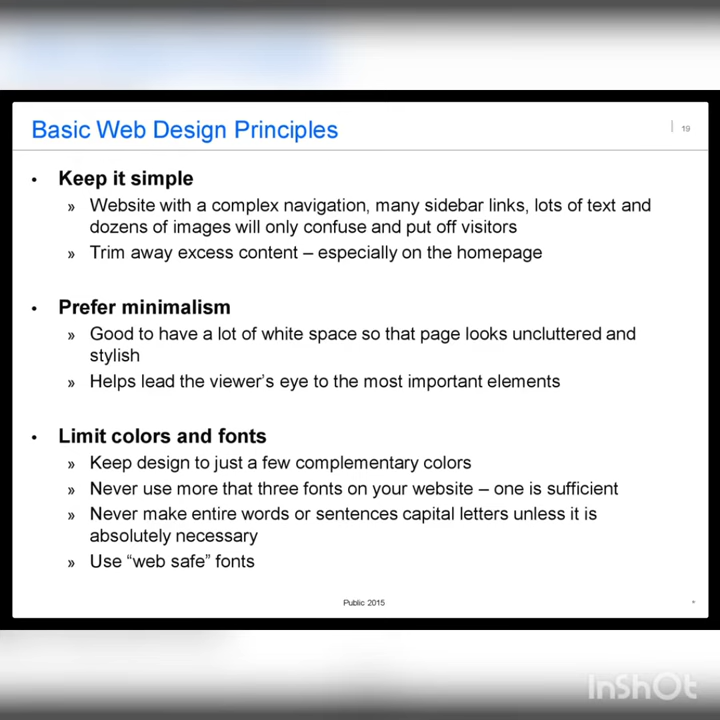 Basic Web Design Principles
19
• Keep it simple
» Website with a complex navigation, many sidebar links, lots of text and
dozens of images will only confuse and put off visitors
» Trim away excess content – especially on the homepage
• Prefer minimalism
» Good to have a lot of white space so that page looks uncluttered and
stylish
» Helps lead the viewer's eye to the most important elements
• Limit colors and fonts
» Keep design to just a few complementary colors
» Never use more that three fonts on your website – one is sufficient
» Never make entire words or sentences capital letters unless it is
absolutely necessary
» Use “web safe” fonts
Public 2015
InShOt